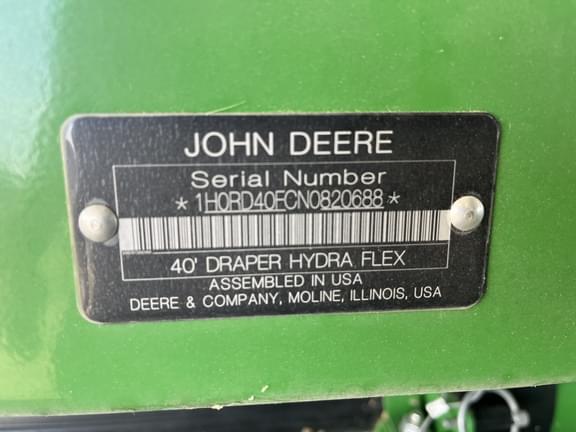 JOHN DEERE
Serial Number
*1H0RD40FCN0820688*
40' DRAPER HYDRA FLEX
ASSEMBLED IN USA
DEERE & COMPANY, MOLINE, ILLINOIS, USA